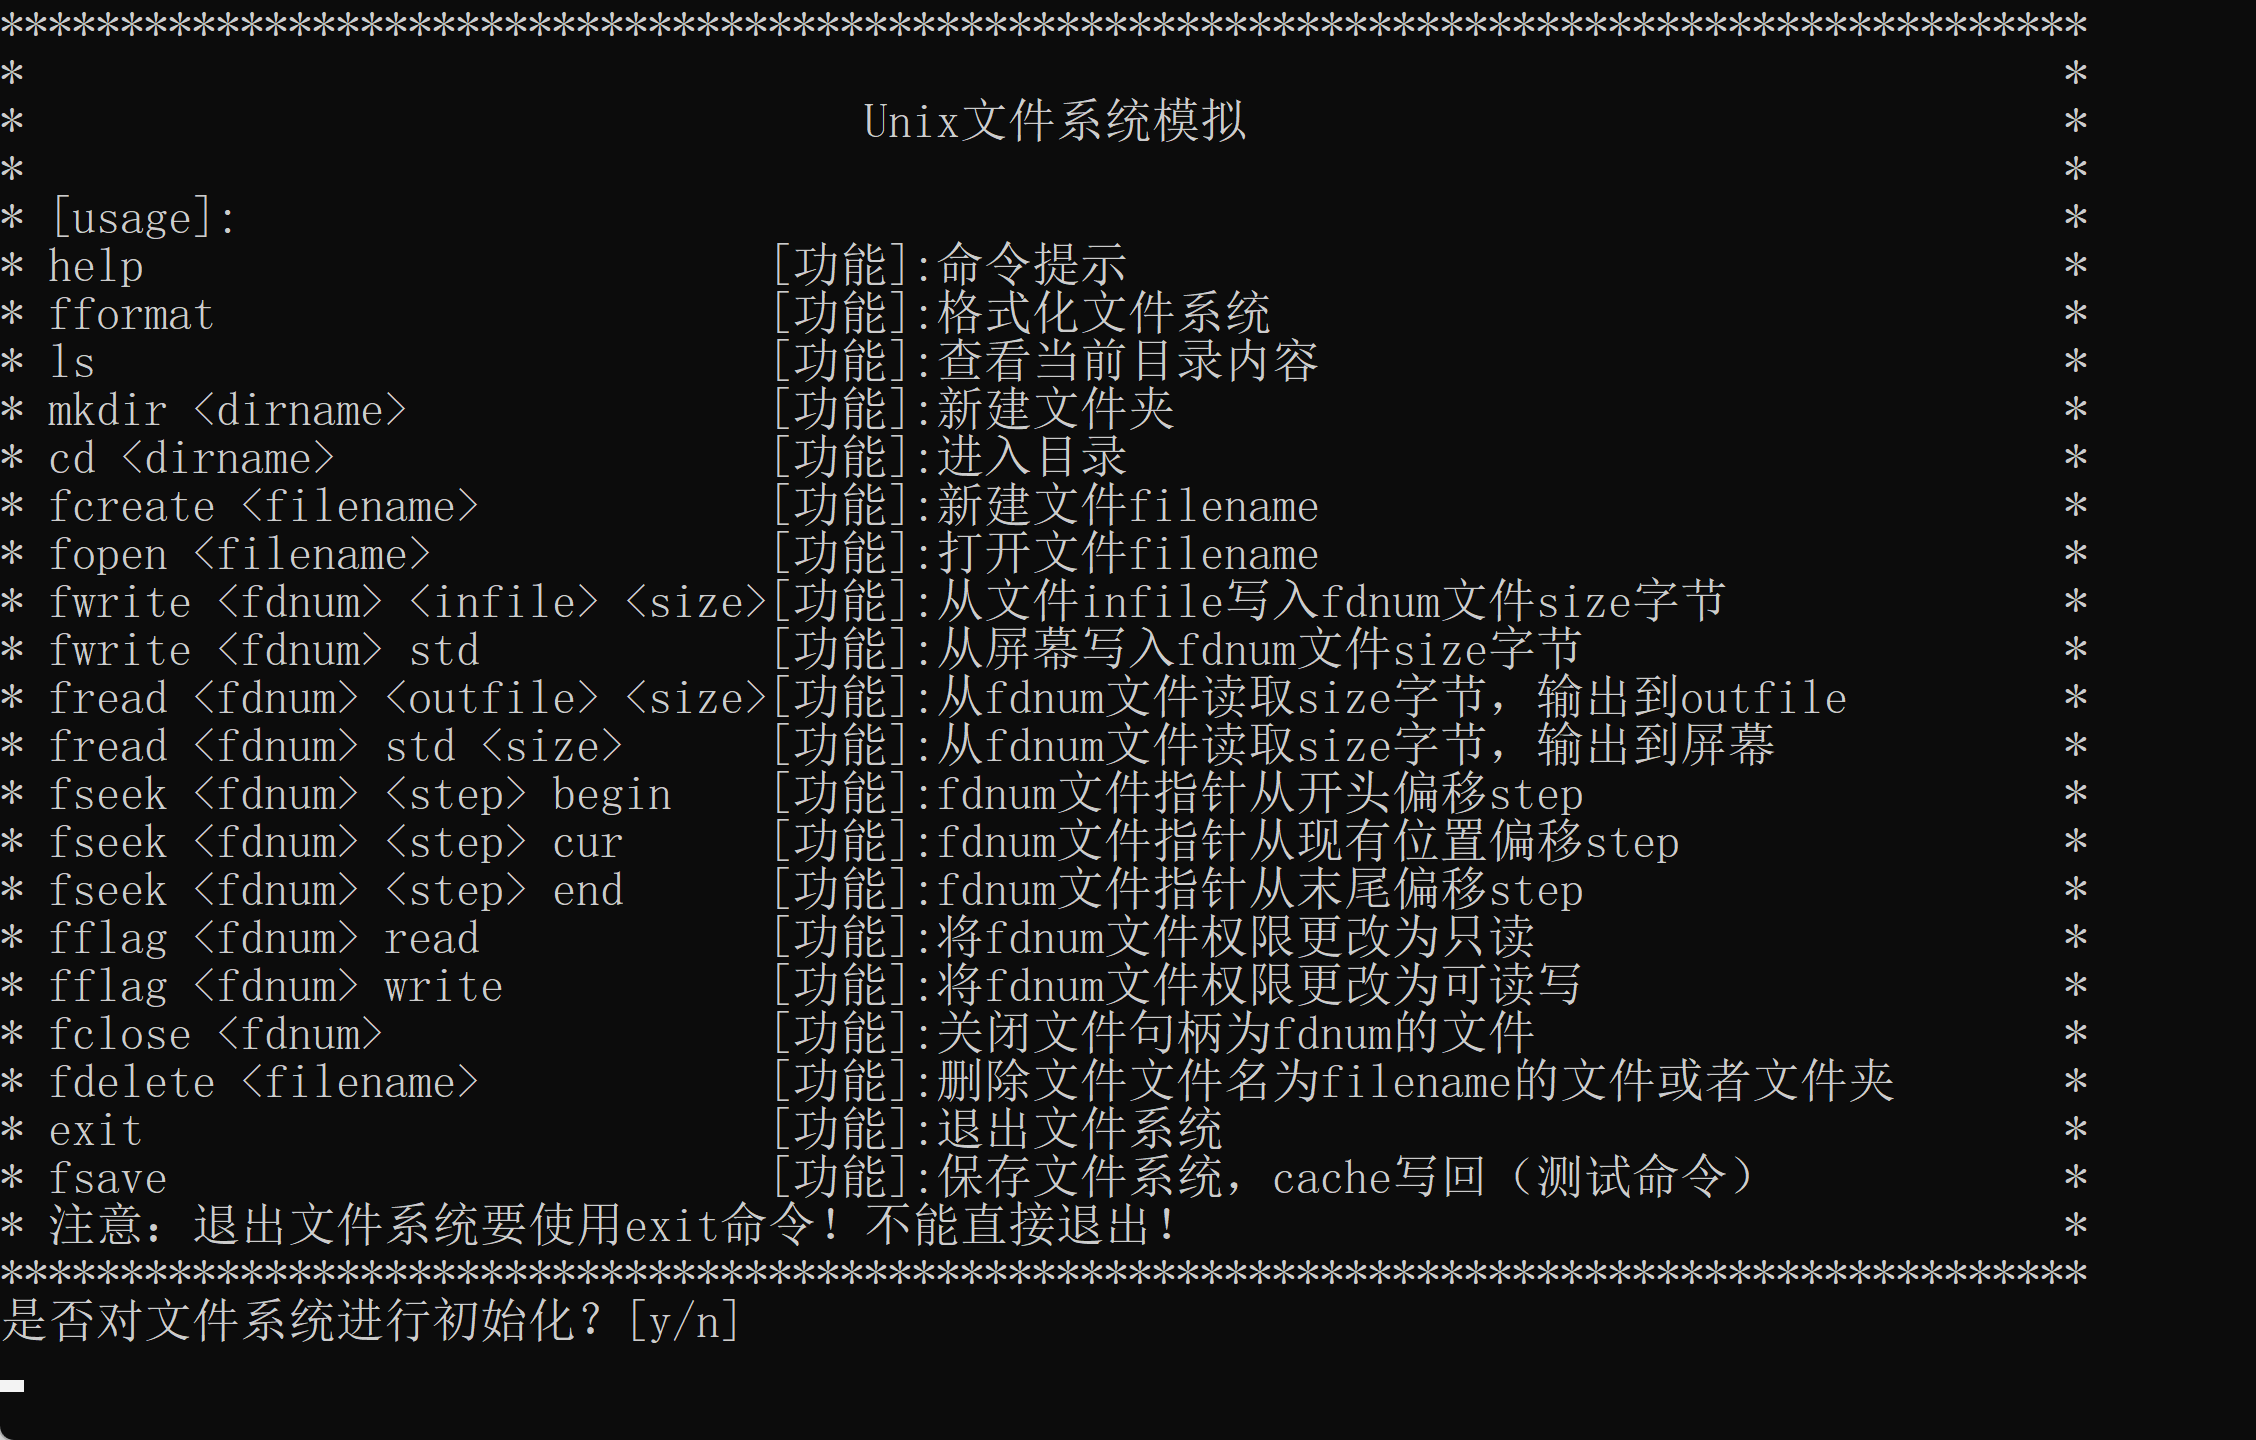 ***************************************************************************************
*                                                                                     *
*                                   Unix文件系统模拟                                  *
*                                                                                     *
* [usage]:                                                                            *
* help                          [功能]:命令提示                                       *
* fformat                       [功能]:格式化文件系统                                 *
* ls                            [功能]:查看当前目录内容                               *
* mkdir <dirname>               [功能]:新建文件夹                                     *
* cd <dirname>                  [功能]:进入目录                                       *
* fcreate <filename>            [功能]:新建文件filename                               *
* fopen <filename>              [功能]:打开文件filename                               *
* fwrite <fdnum> <infile> <size>[功能]:从文件infile写入fdnum文件size字节              *
* fwrite <fdnum> std            [功能]:从屏幕写入fdnum文件size字节                    *
* fread <fdnum> <outfile> <size>[功能]:从fdnum文件读取size字节，输出到outfile         *
* fread <fdnum> std <size>      [功能]:从fdnum文件读取size字节，输出到屏幕            *
* fseek <fdnum> <step> begin    [功能]:fdnum文件指针从开头偏移step                    *
* fseek <fdnum> <step> cur      [功能]:fdnum文件指针从现有位置偏移step                *
* fseek <fdnum> <step> end      [功能]:fdnum文件指针从末尾偏移step                    *
* fflag <fdnum> read            [功能]:将fdnum文件权限更改为只读                      *
* fflag <fdnum> write           [功能]:将fdnum文件权限更改为可读写                    *
* fclose <fdnum>                [功能]:关闭文件句柄为fdnum的文件                      *
* fdelete <filename>            [功能]:删除文件文件名为filename的文件或者文件夹       *
* exit                          [功能]:退出文件系统                                   *
* fsave                         [功能]:保存文件系统，cache写回（测试命令）            *
* 注意：退出文件系统要使用exit命令！不能直接退出！                                    *
***************************************************************************************
是否对文件系统进行初始化？[y/n]